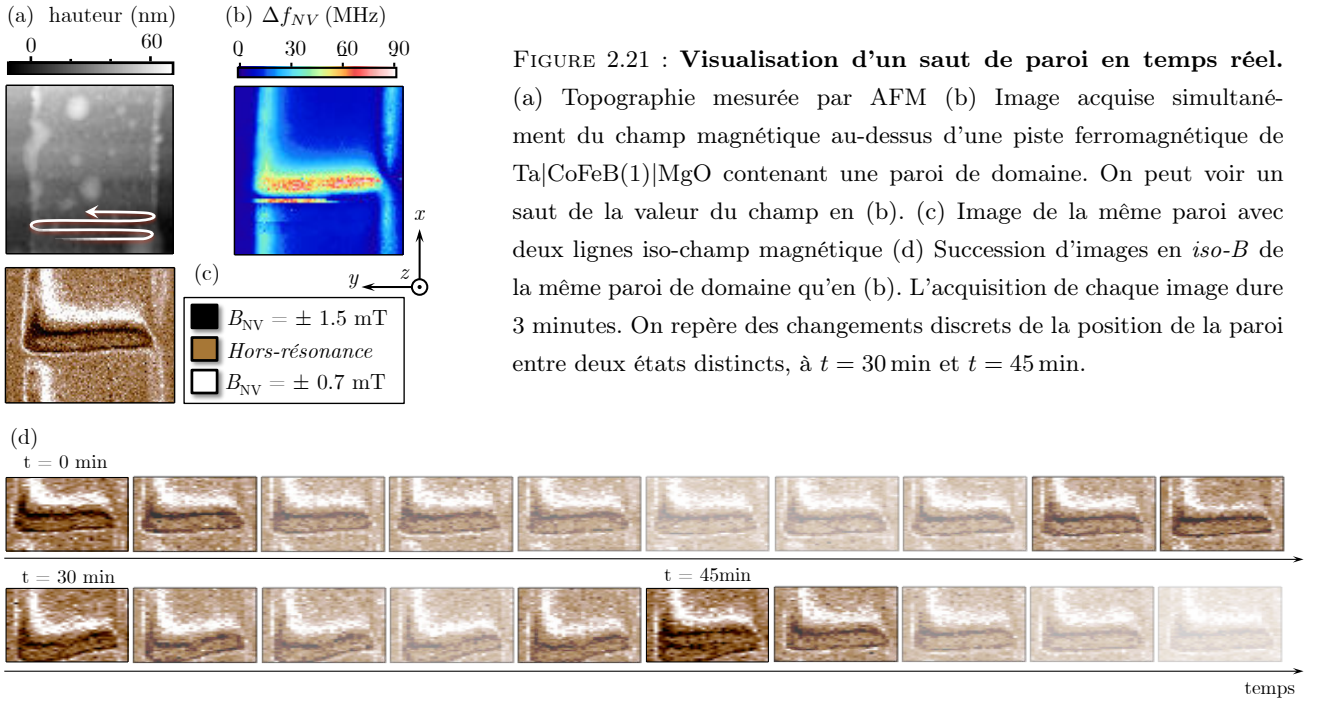 (a) hauteur (nm)
0 60
(b) Δf_NV (MHz)
0 30 60 90
x
y z
(c)
B_NV = ± 1.5 mT
Hors-résonance
B_NV = ± 0.7 mT
FIGURE 2.21 : Visualisation d'un saut de paroi en temps réel.
(a) Topographie mesurée par AFM (b) Image acquise simultané-
ment du champ magnétique au-dessus d'une piste ferromagnétique de
Ta|CoFeB(1)|MgO contenant une paroi de domaine. On peut voir un
saut de la valeur du champ en (b). (c) Image de la même paroi avec
deux lignes iso-champ magnétique (d) Succession d'images en iso-B de
la même paroi de domaine qu'en (b). L'acquisition de chaque image dure
3 minutes. On repère des changements discrets de la position de la paroi
entre deux états distincts, à t = 30 min et t = 45 min.
(d)
t = 0 min
t = 30 min t = 45min
temps